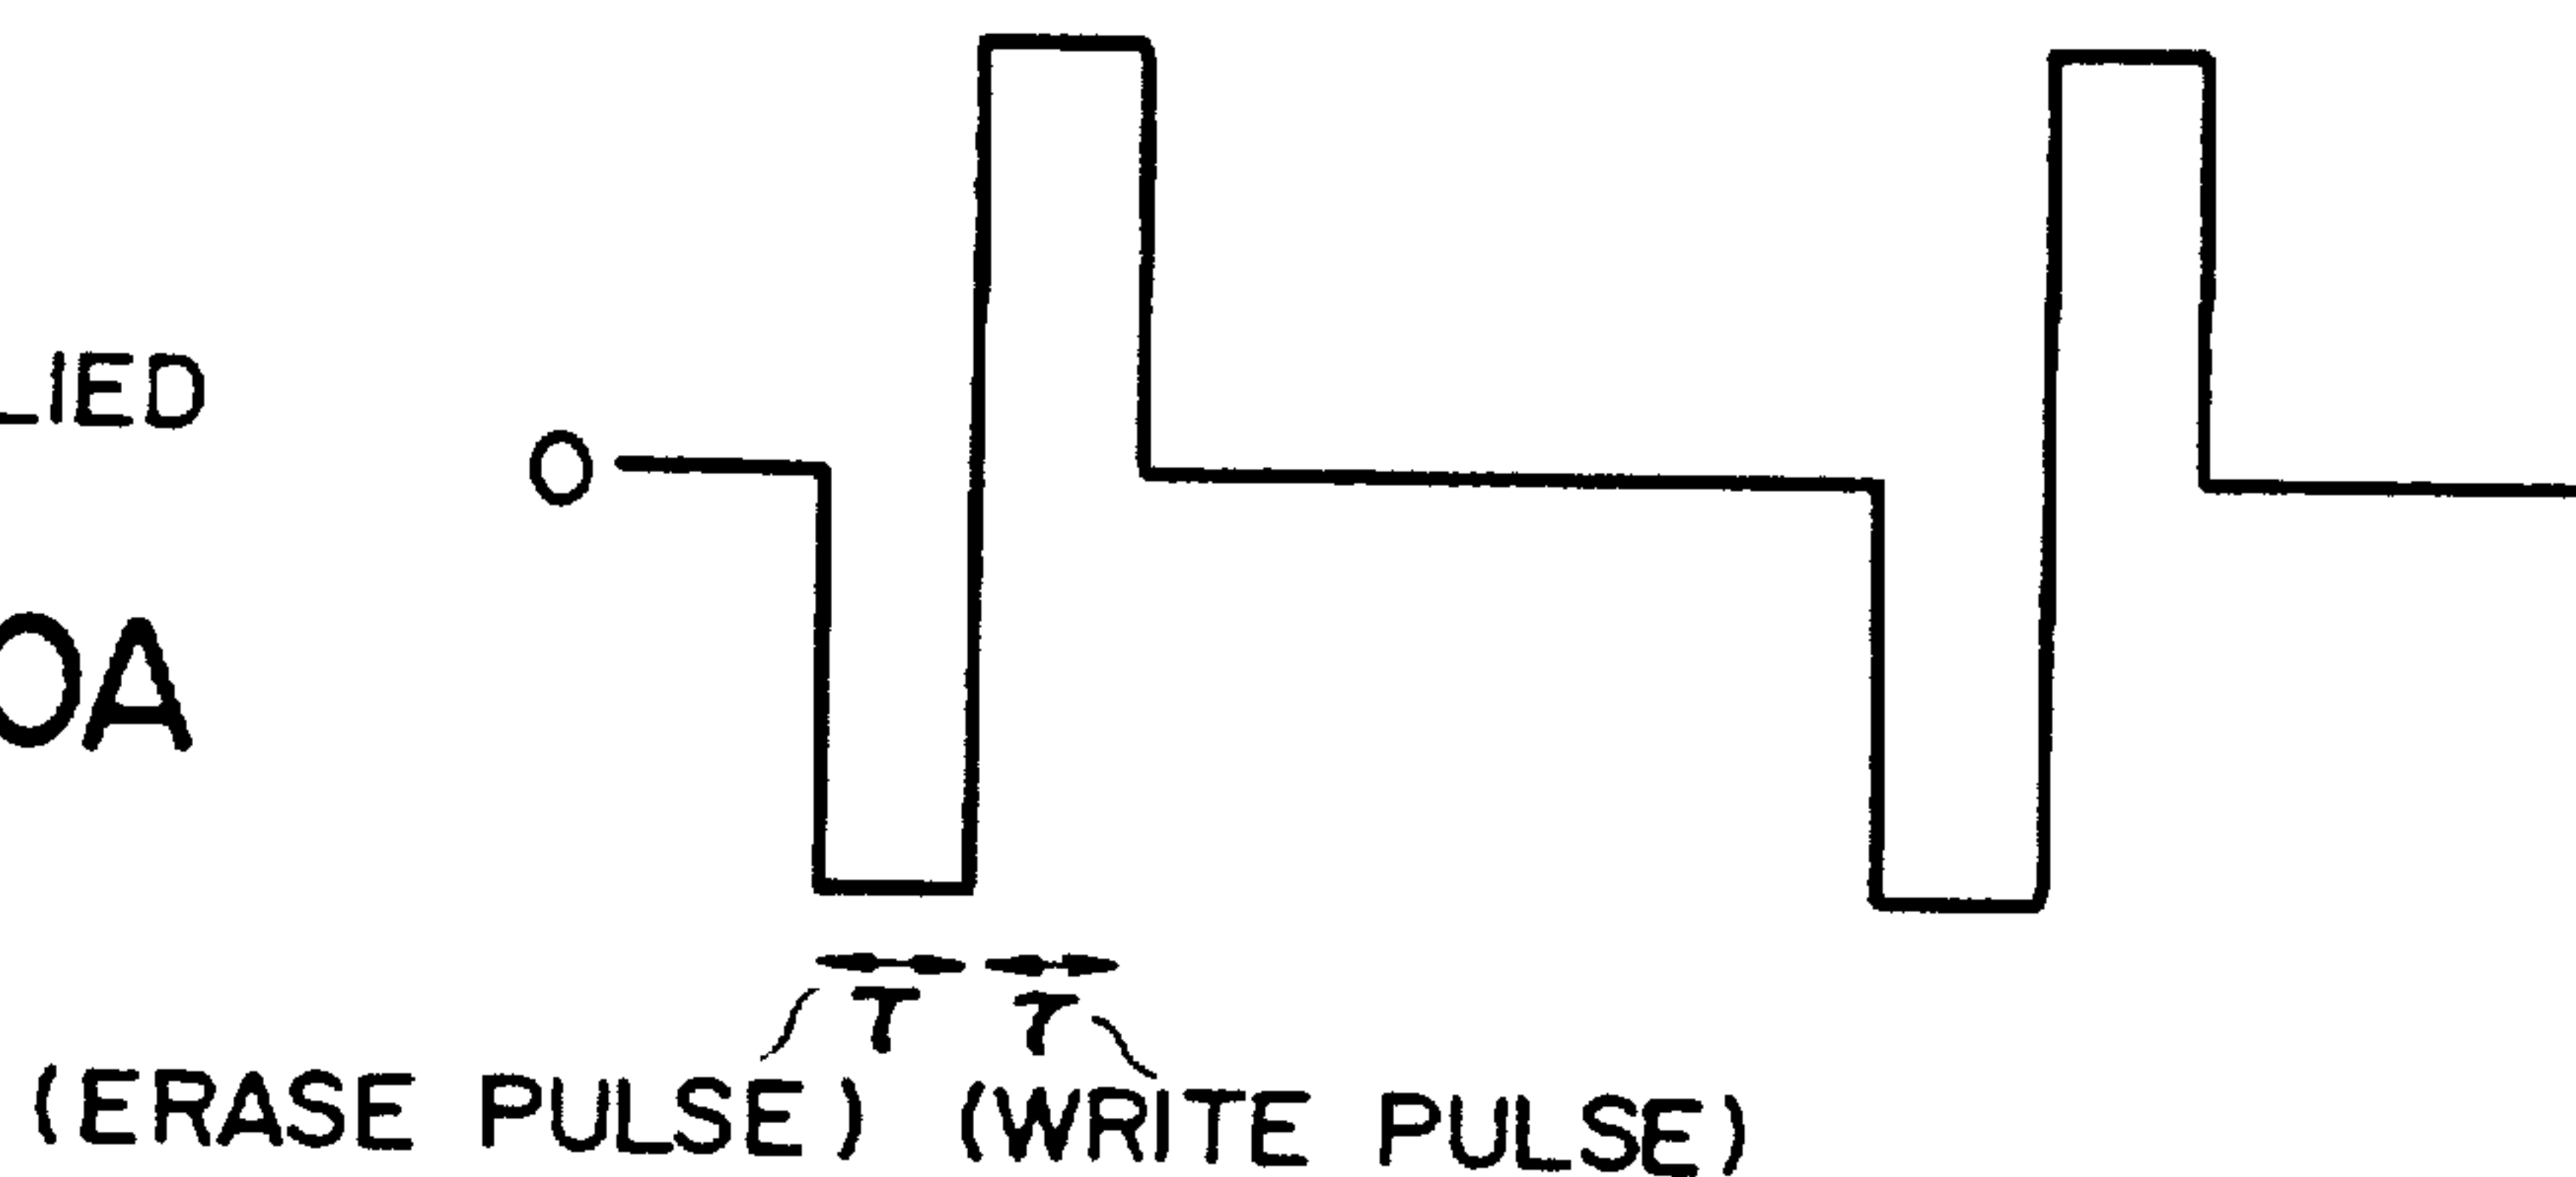 LIED
0
0A
τ τ
(ERASE PULSE) (WRITE PULSE)